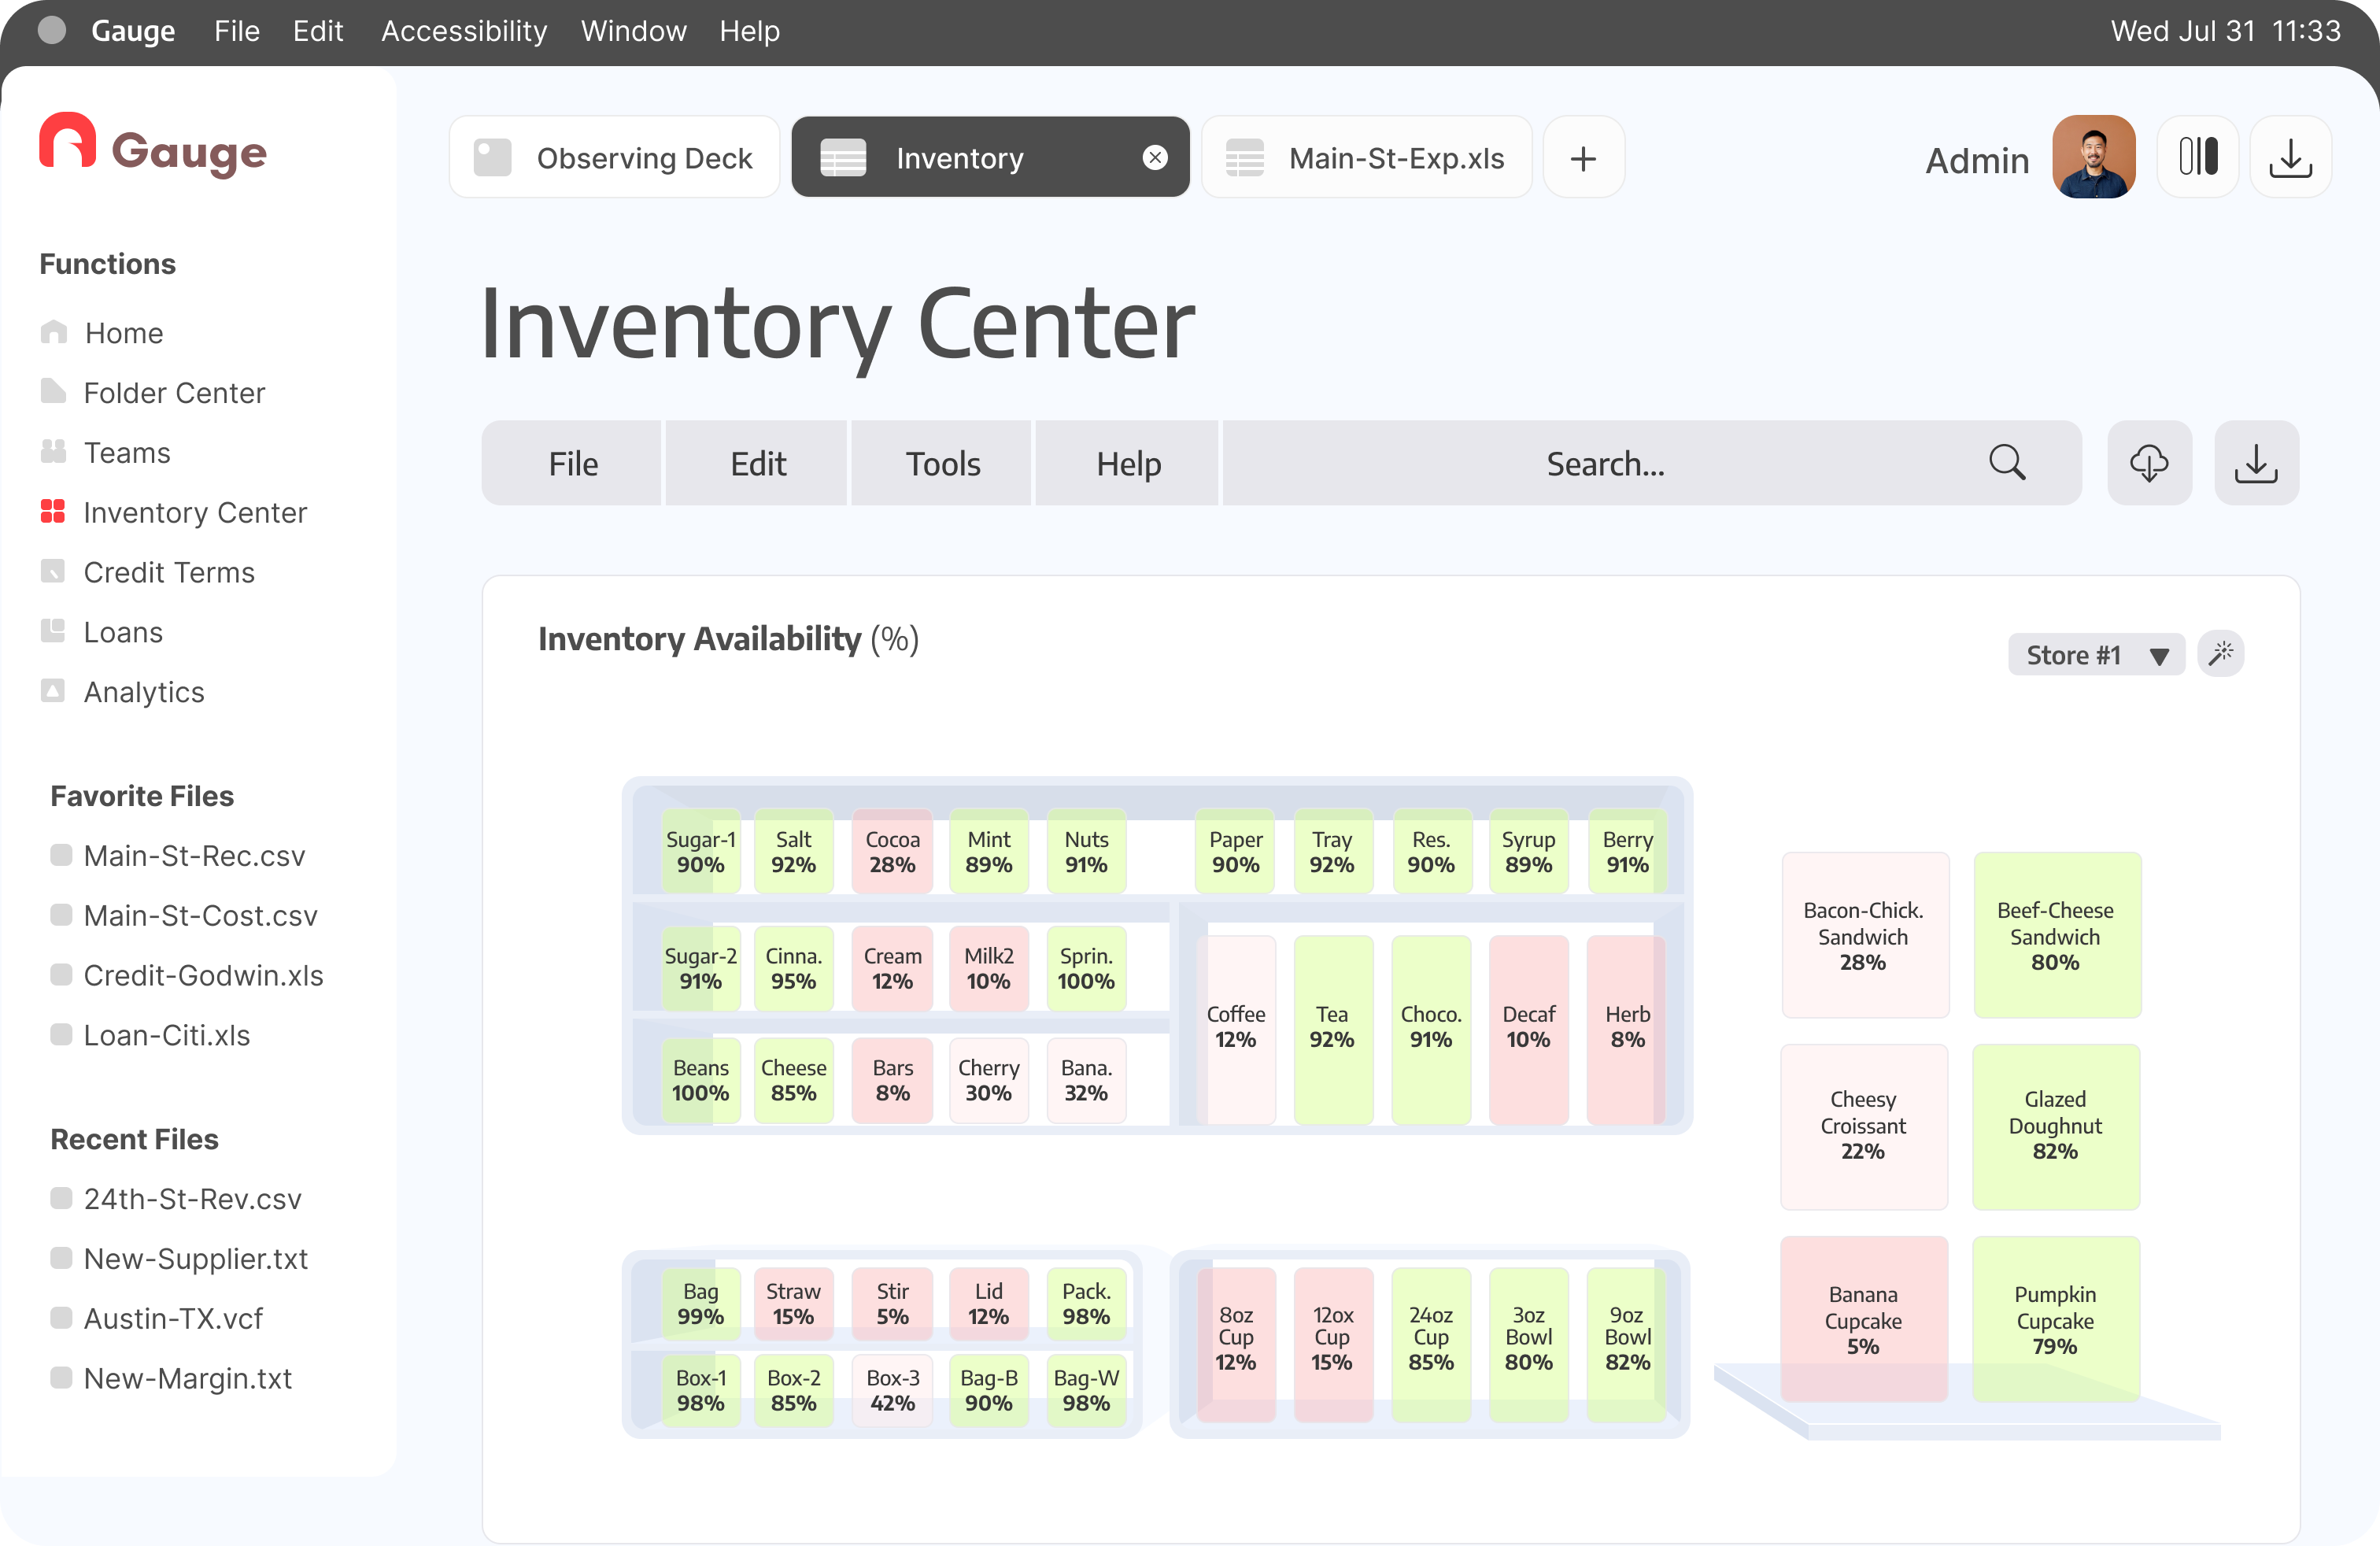 Gauge File Edit Accessibility Window Help Wed Jul 31 11:33
Gauge
Observing Deck Inventory Main-St-Exp.xls Admin
Functions
Home
Folder Center
Teams
Inventory Center
Credit Terms
Loans
Analytics
Favorite Files
Main-St-Rec.csv
Main-St-Cost.csv
Credit-Godwin.xls
Loan-Citi.xls
Recent Files
24th-St-Rev.csv
New-Supplier.txt
Austin-TX.vcf
New-Margin.txt
Inventory Center
File Edit Tools Help Search...
Inventory Availability (%)
Store #1
Sugar-1 Salt Cocoa Mint Nuts Paper Tray Res. Syrup Berry
90% 92% 28% 89% 91% 90% 92% 90% 89% 91%
Sugar-2 Cinna. Cream Milk2 Sprin.
91% 95% 12% 10% 100%
Beans Cheese Bars Cherry Bana.
100% 85% 8% 30% 32%
Coffee Tea Choco. Decaf Herb
12% 92% 91% 10% 8%
Bag Straw Stir Lid Pack.
99% 15% 5% 12% 98%
Box-1 Box-2 Box-3 Bag-B Bag-W
98% 85% 42% 90% 98%
8oz 12ox 24oz 3oz 9oz
Cup Cup Cup Bowl Bowl
12% 15% 85% 80% 82%
Bacon-Chick. Beef-Cheese
Sandwich Sandwich
28% 80%
Cheesy Glazed
Croissant Doughnut
22% 82%
Banana Pumpkin
Cupcake Cupcake
5% 79%